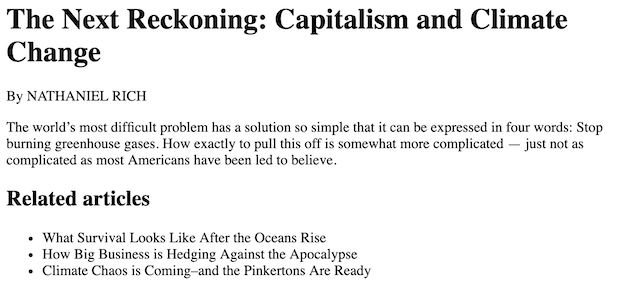 The Next Reckoning: Capitalism and Climate
Change
By NATHANIEL RICH
The world’s most difficult problem has a solution so simple that it can be expressed in four words: Stop
burning greenhouse gases. How exactly to pull this off is somewhat more complicated — just not as
complicated as most Americans have been led to believe.
Related articles
• What Survival Looks Like After the Oceans Rise
• How Big Business is Hedging Against the Apocalypse
• Climate Chaos is Coming–and the Pinkertons Are Ready